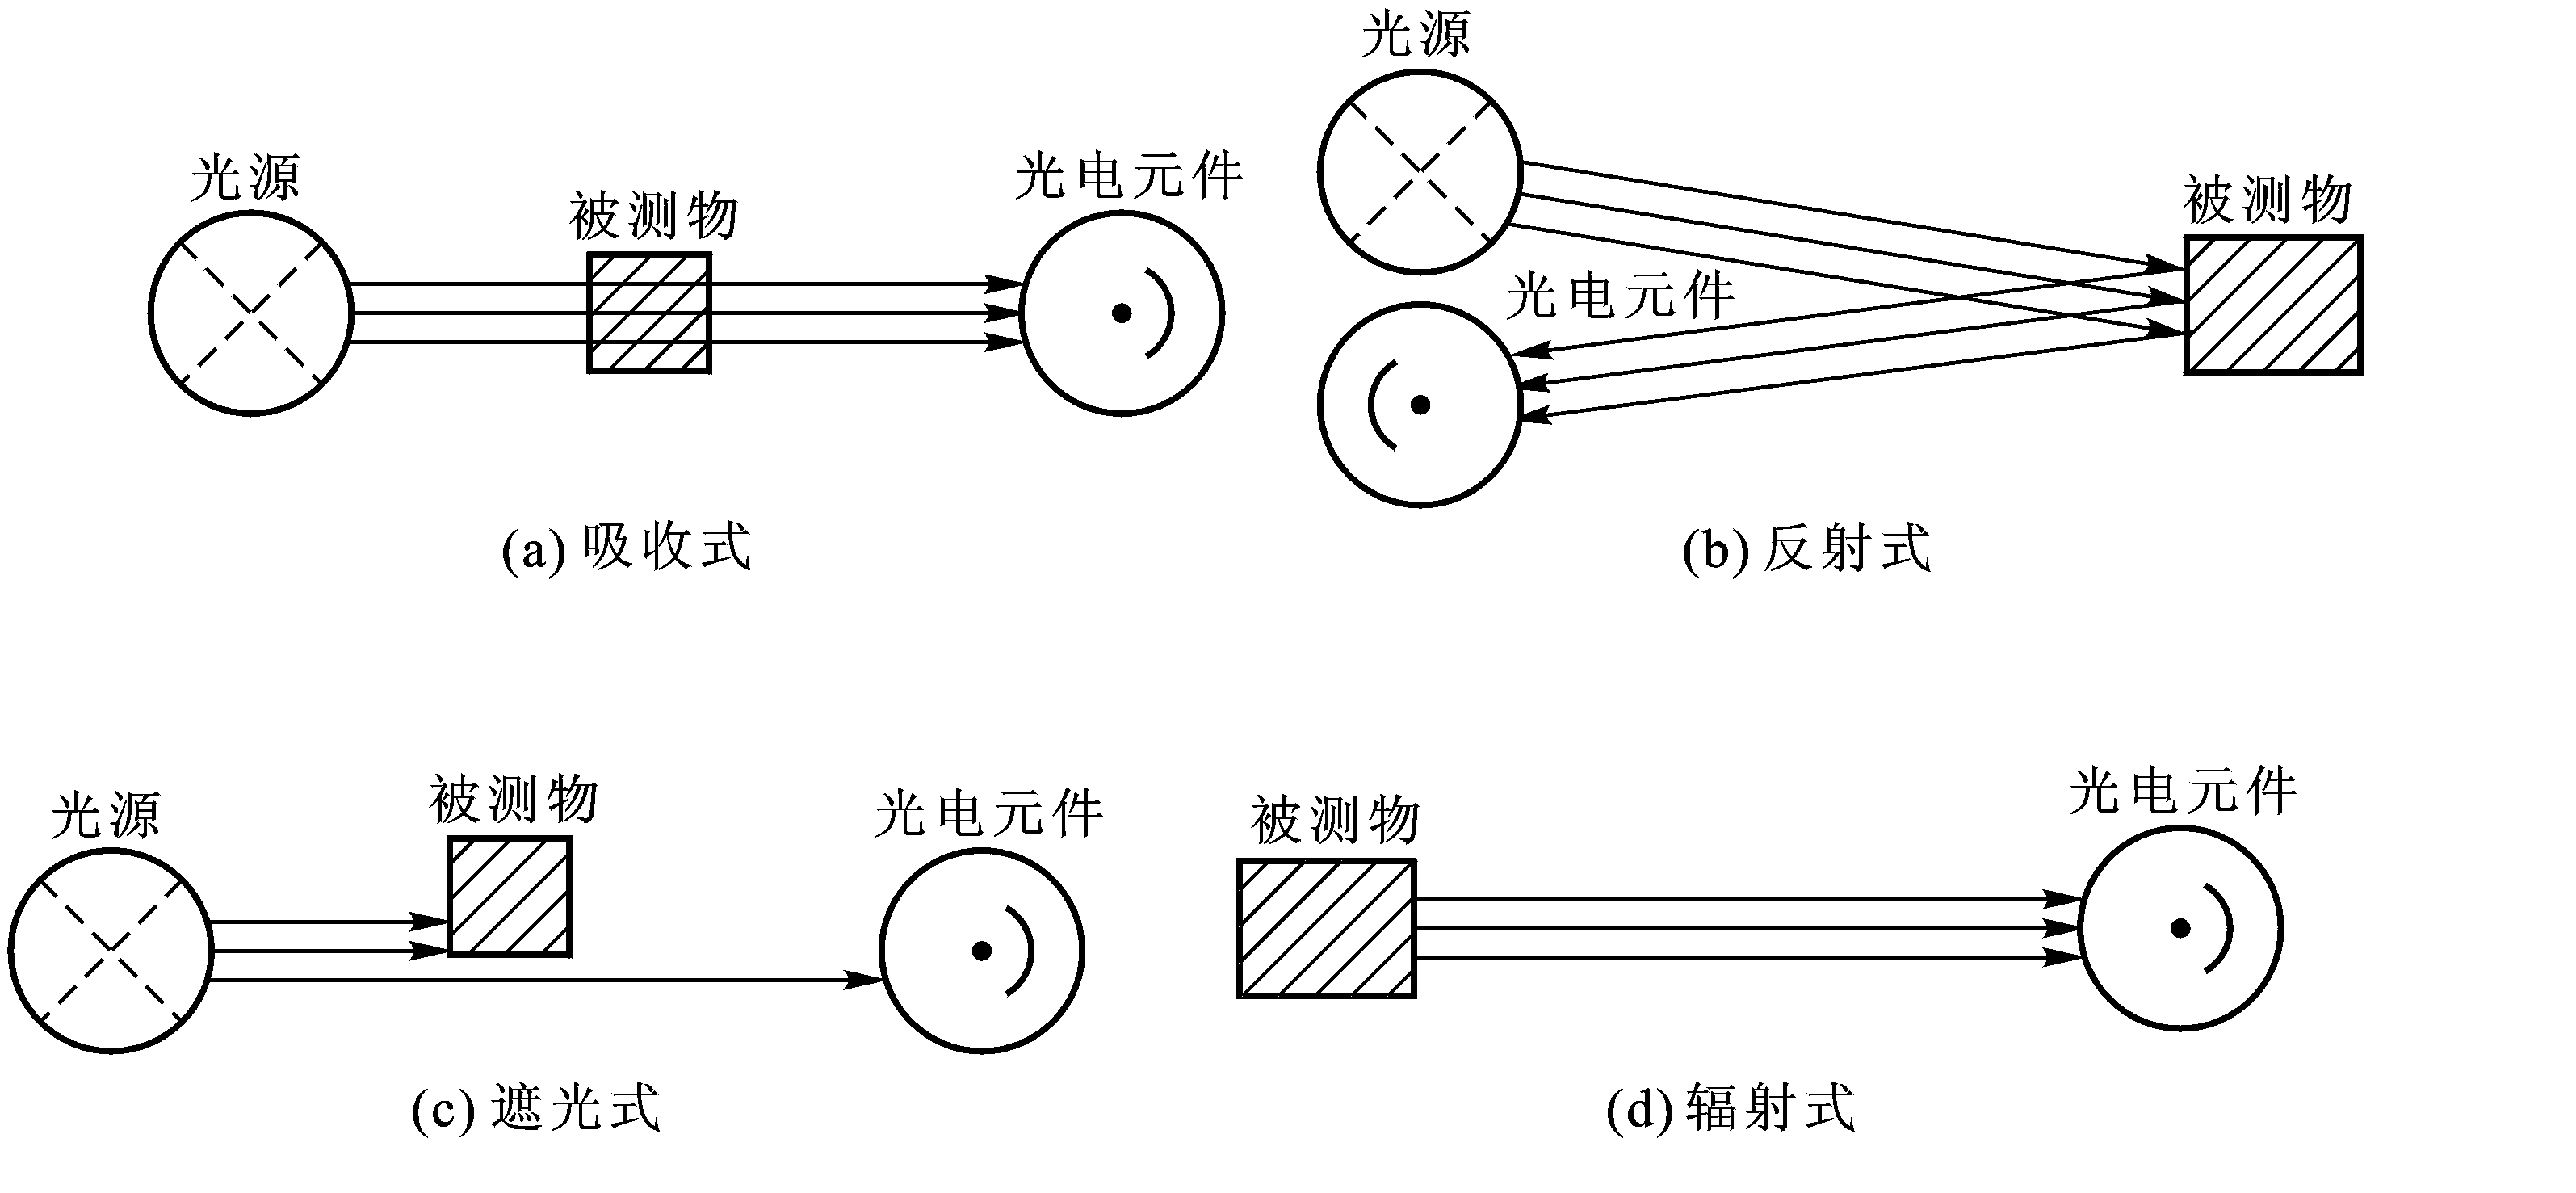 光源
被测物
光电元件
(a) 吸收式
光源
光电元件
被测物
(b) 反射式
光源
被测物
光电元件
(c) 遮光式
被测物
光电元件
(d) 辐射式